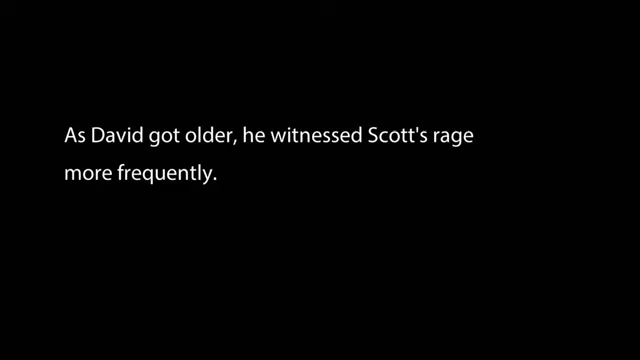 As David got older, he witnessed Scott's rage
more frequently.